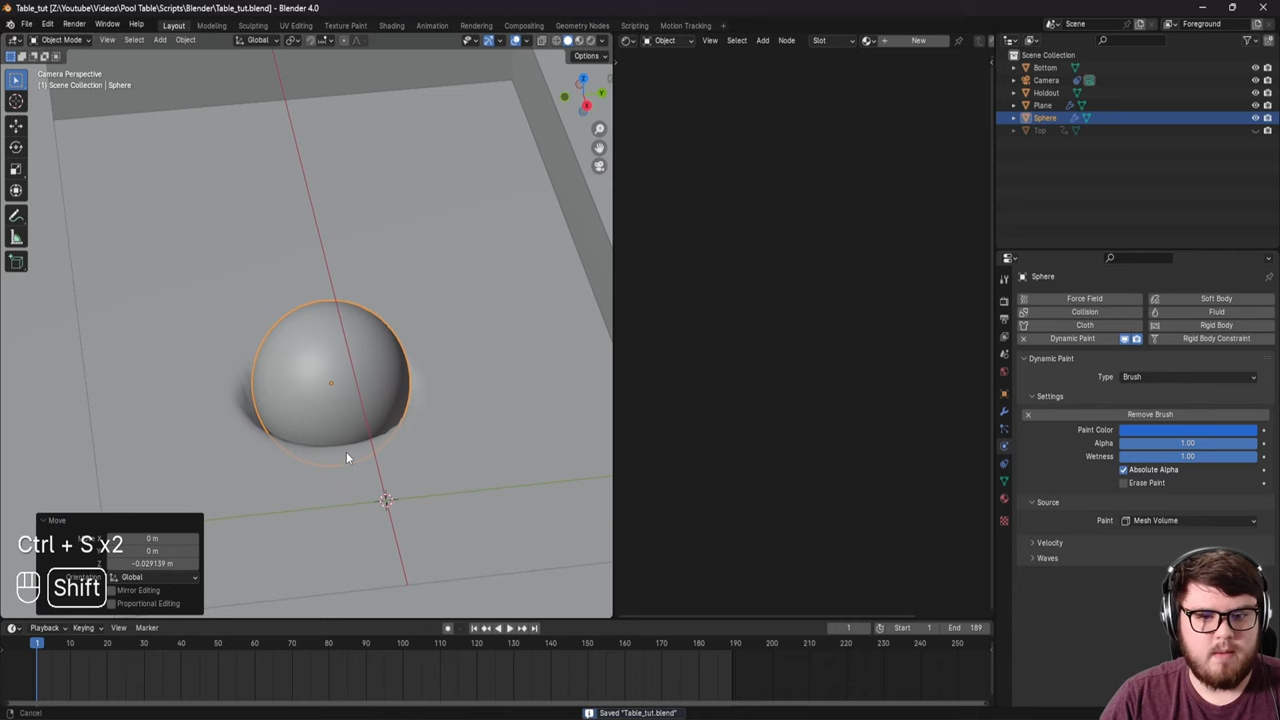 Table_tut [Z:\Youtube\Videos\Pool Table\Scripts\Blender\Table_tut.blend] - Blender 4.0
File Edit Render Window Help Layout Modeling Sculpting UV Editing Texture Paint Shading Animation Rendering Compositing Geometry Nodes Scripting Motion Tracking + Scene Foreground
Object Mode View Select Add Object Global Object View Select Add Node Slot New
Options
Camera Perspective
(1) Scene Collection | Sphere
Z
Y
X
Scene Collection
Bottom
Camera
Holdout
Plane
Sphere
Top
Sphere
Force Field Soft Body
Collision Fluid
Cloth Rigid Body
Dynamic Paint Rigid Body Constraint
Dynamic Paint
Type Brush
Settings
Remove Brush
Paint Color
Alpha 1.00
Wetness 1.00
Absolute Alpha
Erase Paint
Source
Paint Mesh Volume
Velocity
Waves
Move
0 m
0 m
Z -0.029139 m
Global
Mirror Editing
Proportional Editing
Ctrl + S x2
Shift
Playback Keying View Marker 1 Start 1 End 189
1 10 20 30 40 50 60 70 80 90 100 110 120 130 140 150 160 170 180 190 200 210 220 230 240 250
Cancel Saved "Table_tut.blend"